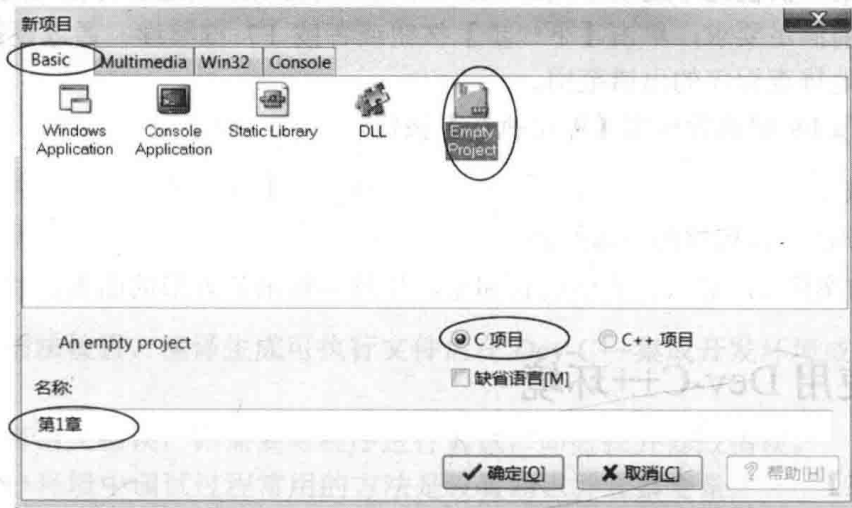 新项目
Basic Multimedia Win32 Console
Windows Application
Console Application
Static Library
DLL
Empty Project
An empty project
C 项目
C++ 项目
缺省语言[M]
名称:
第1章
确定[O]
取消[C]
帮助[H]